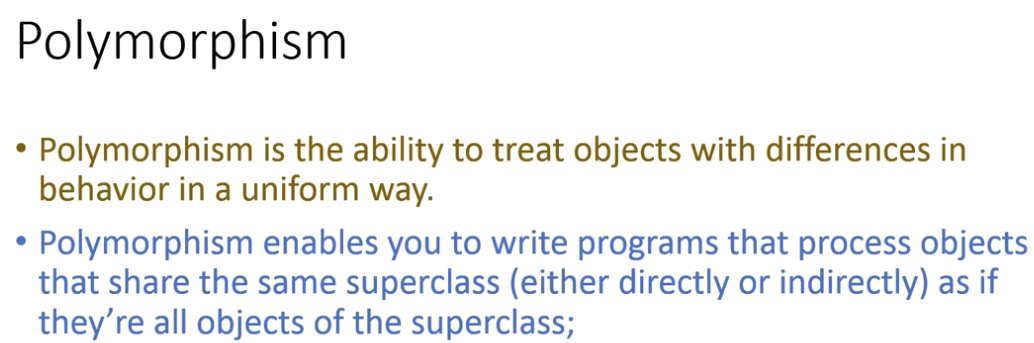 Polymorphism
• Polymorphism is the ability to treat objects with differences in
behavior in a uniform way.
• Polymorphism enables you to write programs that process objects
that share the same superclass (either directly or indirectly) as if
they’re all objects of the superclass;